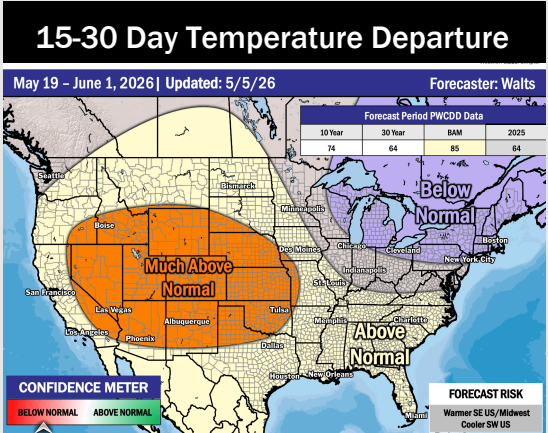 15-30 Day Temperature Departure
May 19 – June 1, 2026| Updated: 5/5/26
Forecaster: Walts
Forecast Period PWCDD Data
10 Year 30 Year BAM 2025
74 64 85 64
Seattle
Bismarck
Below
Normal
Minneapolis
Boise
Boston
Chicago
Cleveland
Des Moines
New York City
Much Above
Normal
Indianapolis
San Francisco
St. Louis
Las Vegas
Tulsa
Albuquerque
Memphis
Charlotte
Los Angeles
Phoenix
Above
Normal
Dallas
Houston
New Orleans
Miami
CONFIDENCE METER
BELOW NORMAL
ABOVE NORMAL
FORECAST RISK
Warmer SE US/Midwest
Cooler SW US